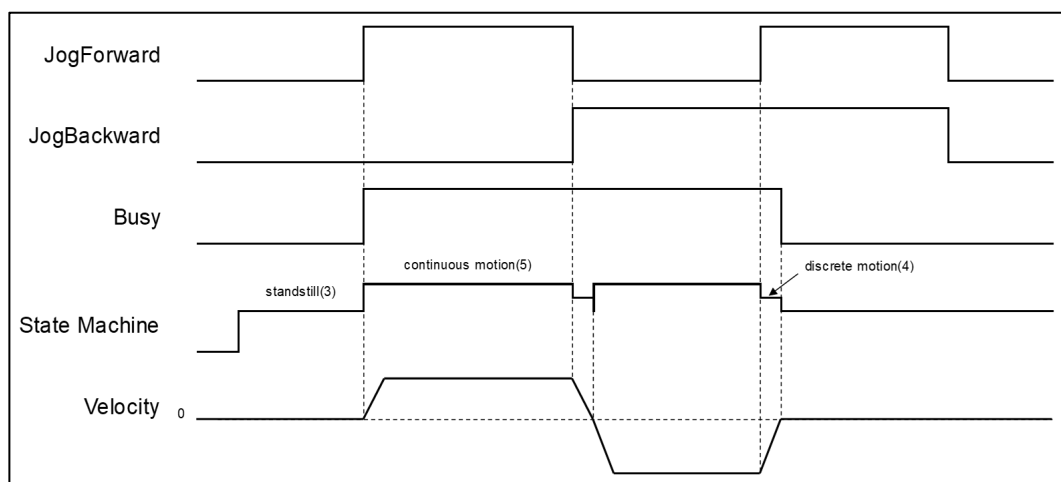 JogForward
JogBackward
Busy
continuous motion(5)
discrete motion(4)
standstill(3)
State Machine
Velocity 0